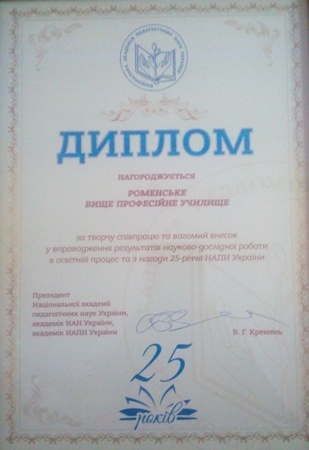 ДИПЛОМ
НАГОРОДЖУЄТЬСЯ
РОМЕНСЬКЕ
ВИЩЕ ПРОФЕСІЙНЕ УЧИЛИЩЕ
за творчу співпрацю та вагомий внесок
у впровадження результатів науково-дослідної роботи
в освітній процес та з нагоди 25-річчя НАПН України
Президент
Національної академії
педагогічних наук України,
академік НАН України,
академік НАПН України
В. Г. Кремень
25
років